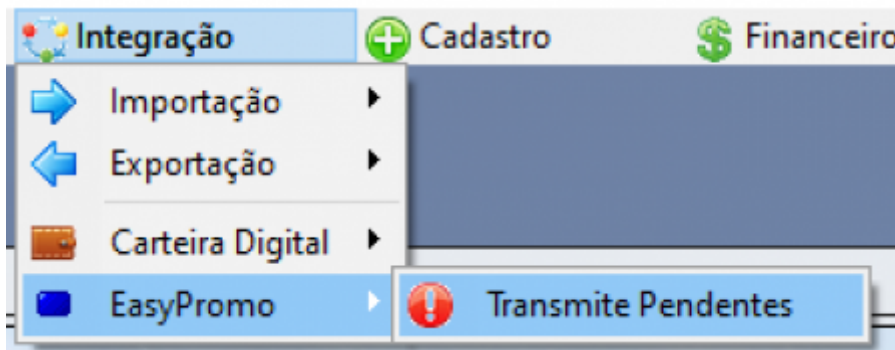 Integração Cadastro Financeiro
Importação
Exportação
Carteira Digital
EasyPromo Transmite Pendentes